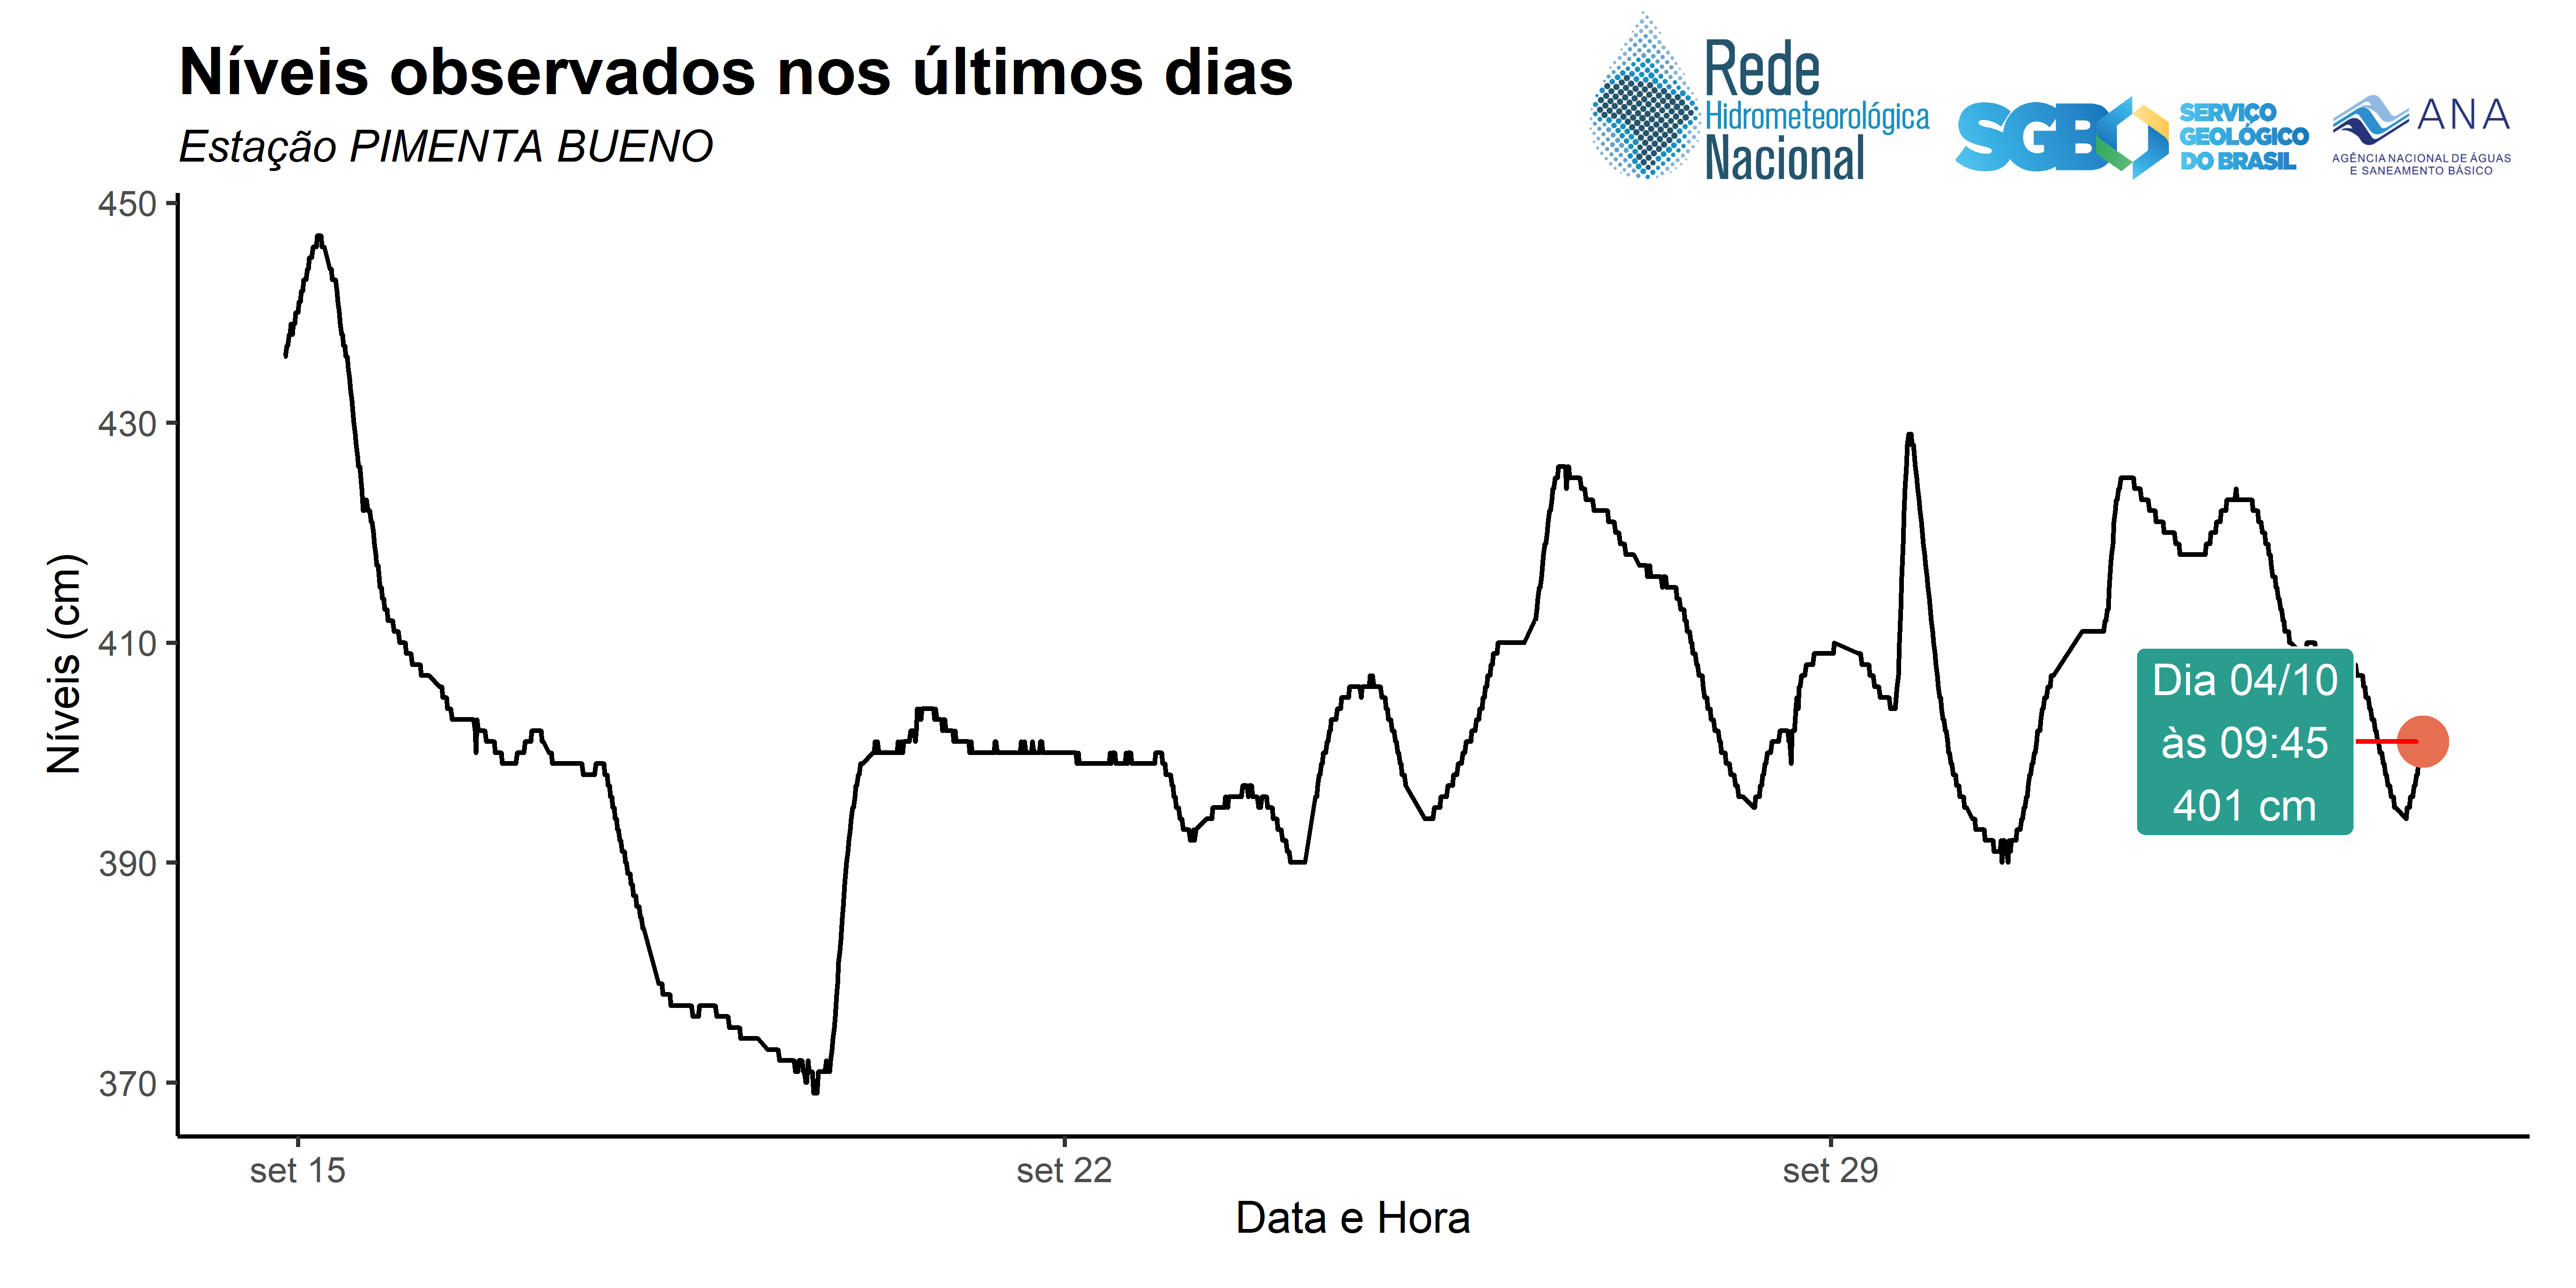 Níveis observados nos últimos dias
Estação PIMENTA BUENO
Rede
Hidrometeorológica
Nacional
SGB
SERVIÇO
GEOLÓGICO
DO BRASIL
ANA
AGÊNCIA NACIONAL DE ÁGUAS
E SANEAMENTO BÁSICO
Níveis (cm)
450
430
410
390
370
Dia 04/10
às 09:45
401 cm
set 15
set 22
set 29
Data e Hora